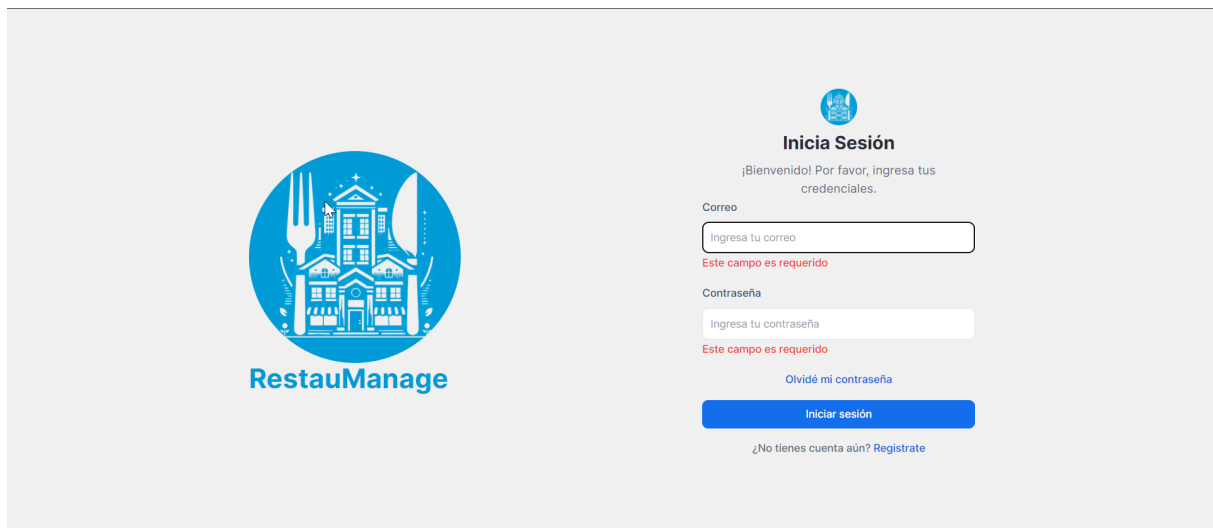 RestauManage
Inicia Sesión
¡Bienvenido! Por favor, ingresa tus
credenciales.
Correo
Ingresa tu correo
Este campo es requerido
Contraseña
Ingresa tu contraseña
Este campo es requerido
Olvidé mi contraseña
Iniciar sesión
¿No tienes cuenta aún? Registrate